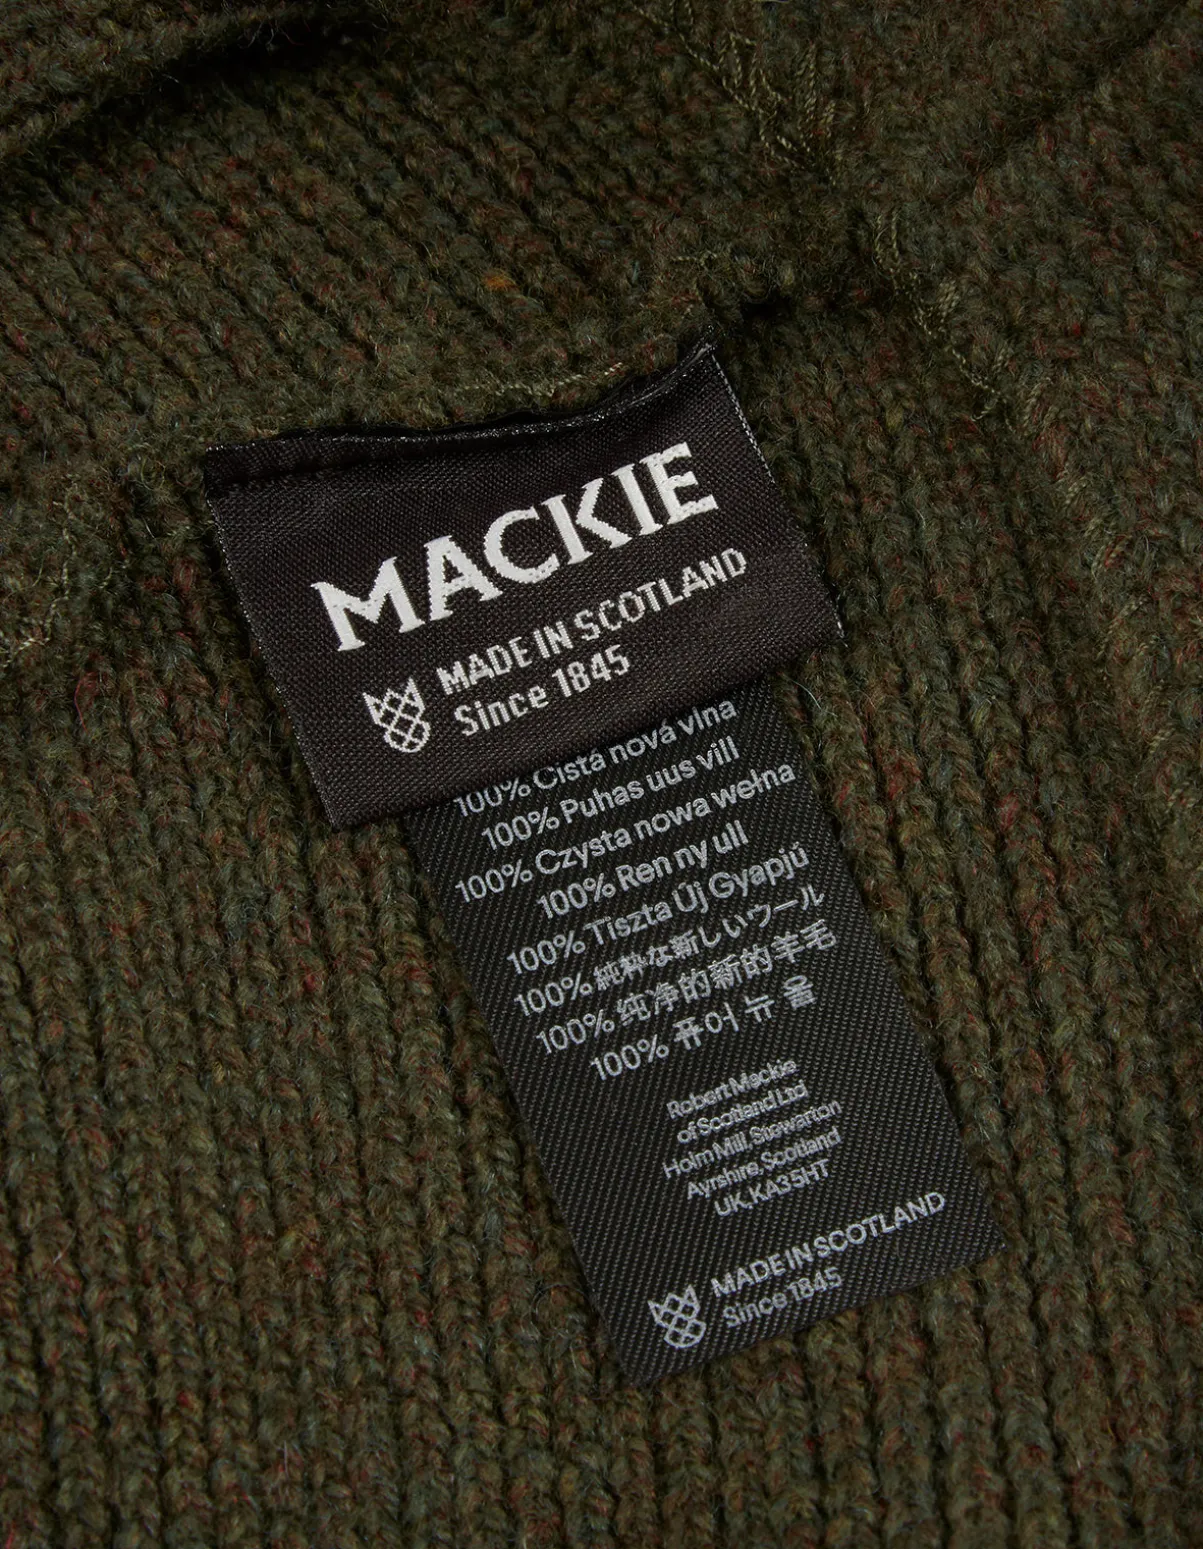 MACKIE
MADE IN SCOTLAND
Since 1845
100% Čistá nová vlna
100% Puhas uus vill
100% Czysta nowa wełna
100% Ren ny ull
100% Tiszta Új Gyapjú
100% 純粋な新しいウール
100% 纯净的新的羊毛
100% 퓨어 뉴 울
Robert Mackie
of Scotland Ltd
Holm Mill, Stewarton
Ayrshire, Scotland
UK, KA35HT
MADE IN SCOTLAND
Since 1845